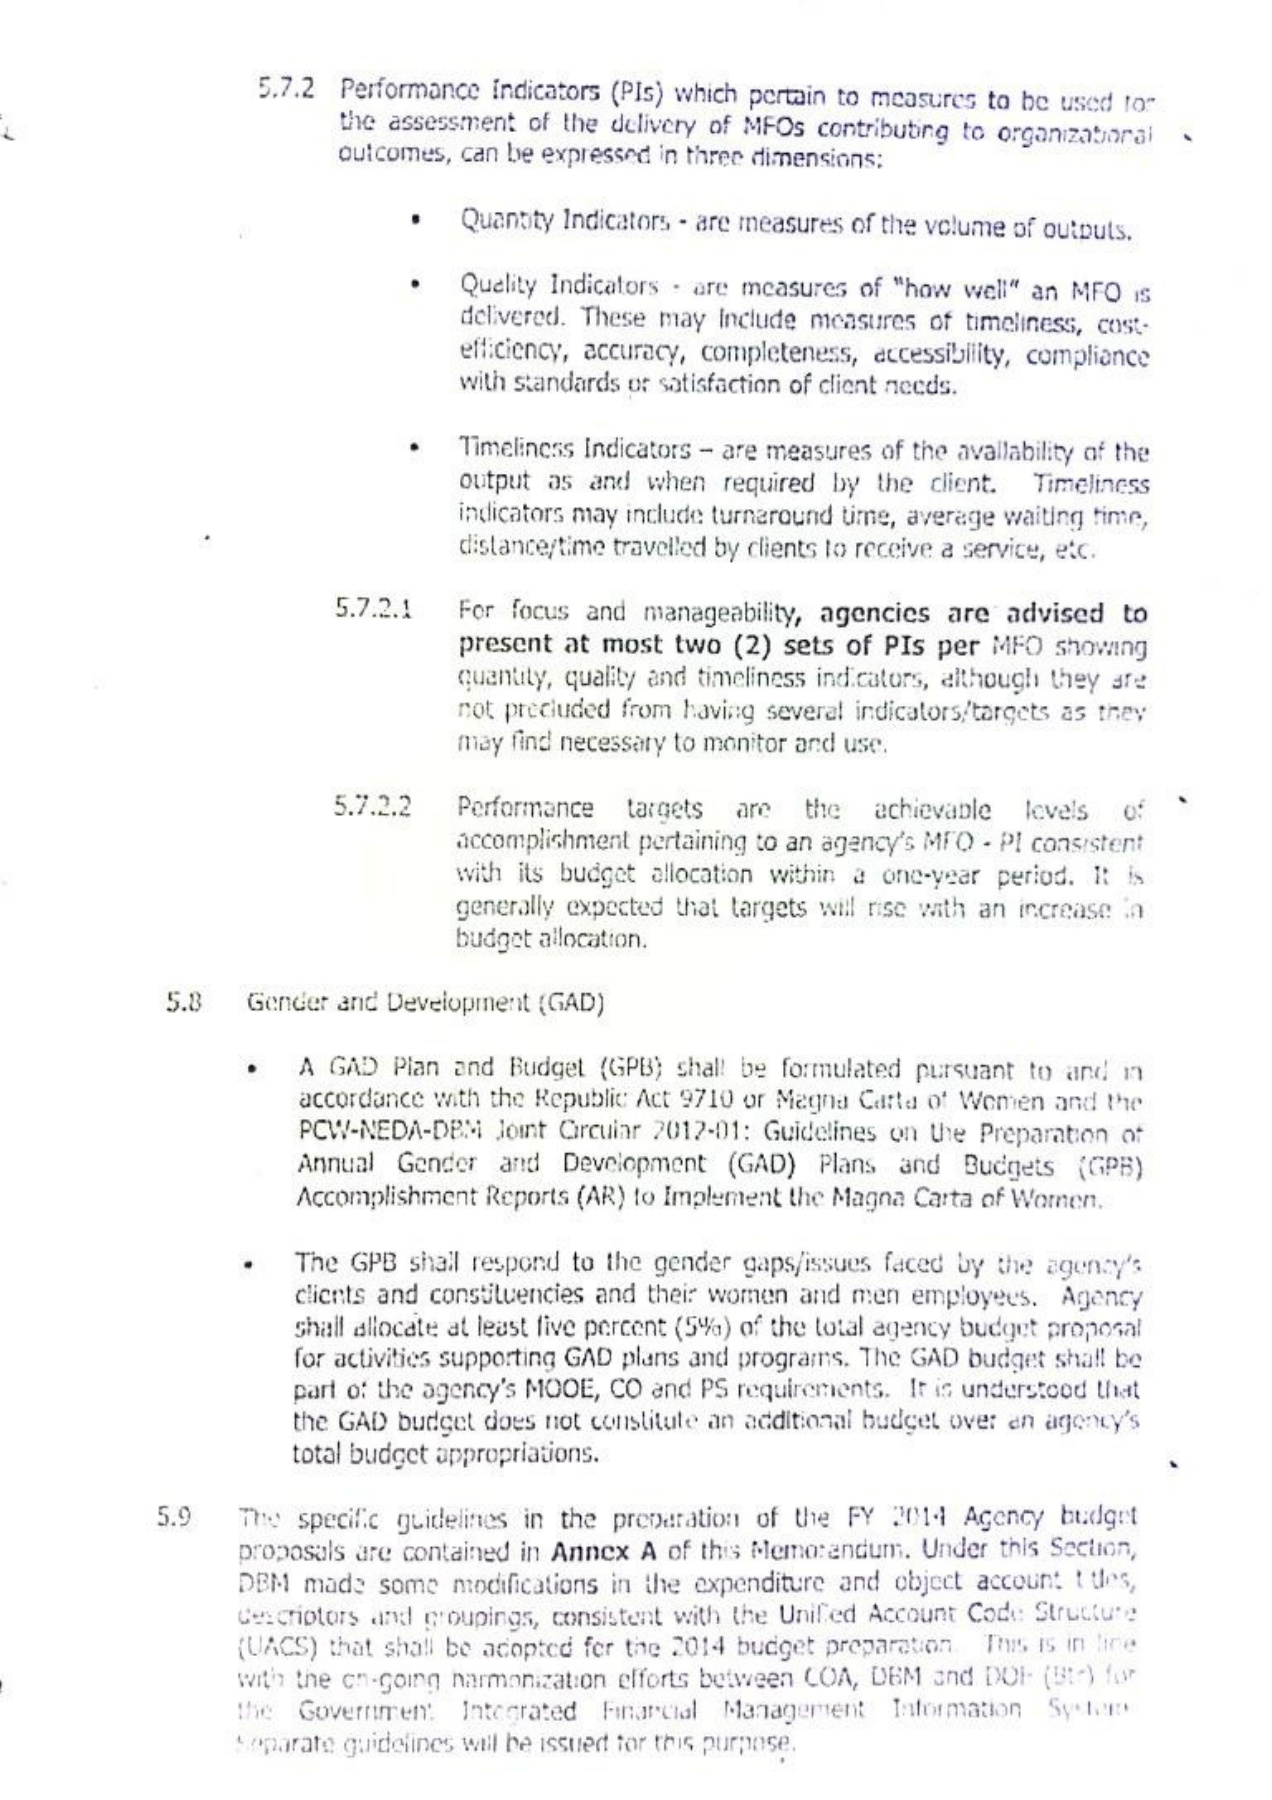 5.7.2 Performance Indicators (PIs) which pertain to measures to be used for
the assessment of the delivery of MFOs contributing to organizational
outcomes, can be expressed in three dimensions:
• Quantity Indicators - are measures of the volume of outputs.
• Quality Indicators - are measures of "how well" an MFO is
delivered. These may include measures of timeliness, cost-
efficiency, accuracy, completeness, accessibility, compliance
with standards or satisfaction of client needs.
• Timeliness Indicators – are measures of the availability of the
output as and when required by the client. Timeliness
indicators may include turnaround time, average waiting time,
distance/time travelled by clients to receive a service, etc.
5.7.2.1 For focus and manageability, agencies are advised to
present at most two (2) sets of PIs per MFO showing
quantity, quality and timeliness indicators, although they are
not precluded from having several indicators/targets as they
may find necessary to monitor and use.
5.7.2.2 Performance targets are the achievable levels of
accomplishment pertaining to an agency's MFO - PI consistent
with its budget allocation within a one-year period. It is
generally expected that targets will rise with an increase in
budget allocation.
5.8 Gender and Development (GAD)
• A GAD Plan and Budget (GPB) shall be formulated pursuant to and in
accordance with the Republic Act 9710 or Magna Carta of Women and the
PCW-NEDA-DBM Joint Circular 2012-01: Guidelines on the Preparation of
Annual Gender and Development (GAD) Plans and Budgets (GPB)
Accomplishment Reports (AR) to Implement the Magna Carta of Women.
• The GPB shall respond to the gender gaps/issues faced by the agency's
clients and constituencies and their women and men employees. Agency
shall allocate at least five percent (5%) of the total agency budget proposal
for activities supporting GAD plans and programs. The GAD budget shall be
part of the agency's MOOE, CO and PS requirements. It is understood that
the GAD budget does not constitute an additional budget over an agency's
total budget appropriations.
5.9 The specific guidelines in the preparation of the FY 2014 Agency budget
proposals are contained in Annex A of this Memorandum. Under this Section,
DBM made some modifications in the expenditure and object account titles,
descriptors and groupings, consistent with the Unified Account Code Structure
(UACS) that shall be adopted for the 2014 budget preparation. This is in line
with the on-going harmonization efforts between COA, DBM and DOF (Btr) for
the Government Integrated Financial Management Information System.
Separate guidelines will be issued for this purpose.